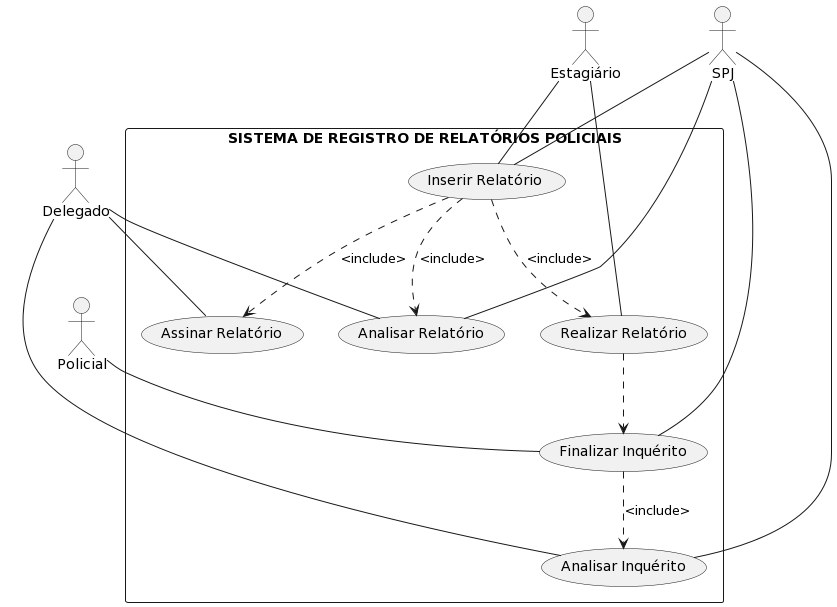 Estagiário
SPJ
SISTEMA DE REGISTRO DE RELATÓRIOS POLICIAIS
Inserir Relatório
Delegado
<include>
<include>
<include>
Assinar Relatório
Analisar Relatório
Realizar Relatório
Policial
Finalizar Inquérito
<include>
Analisar Inquérito